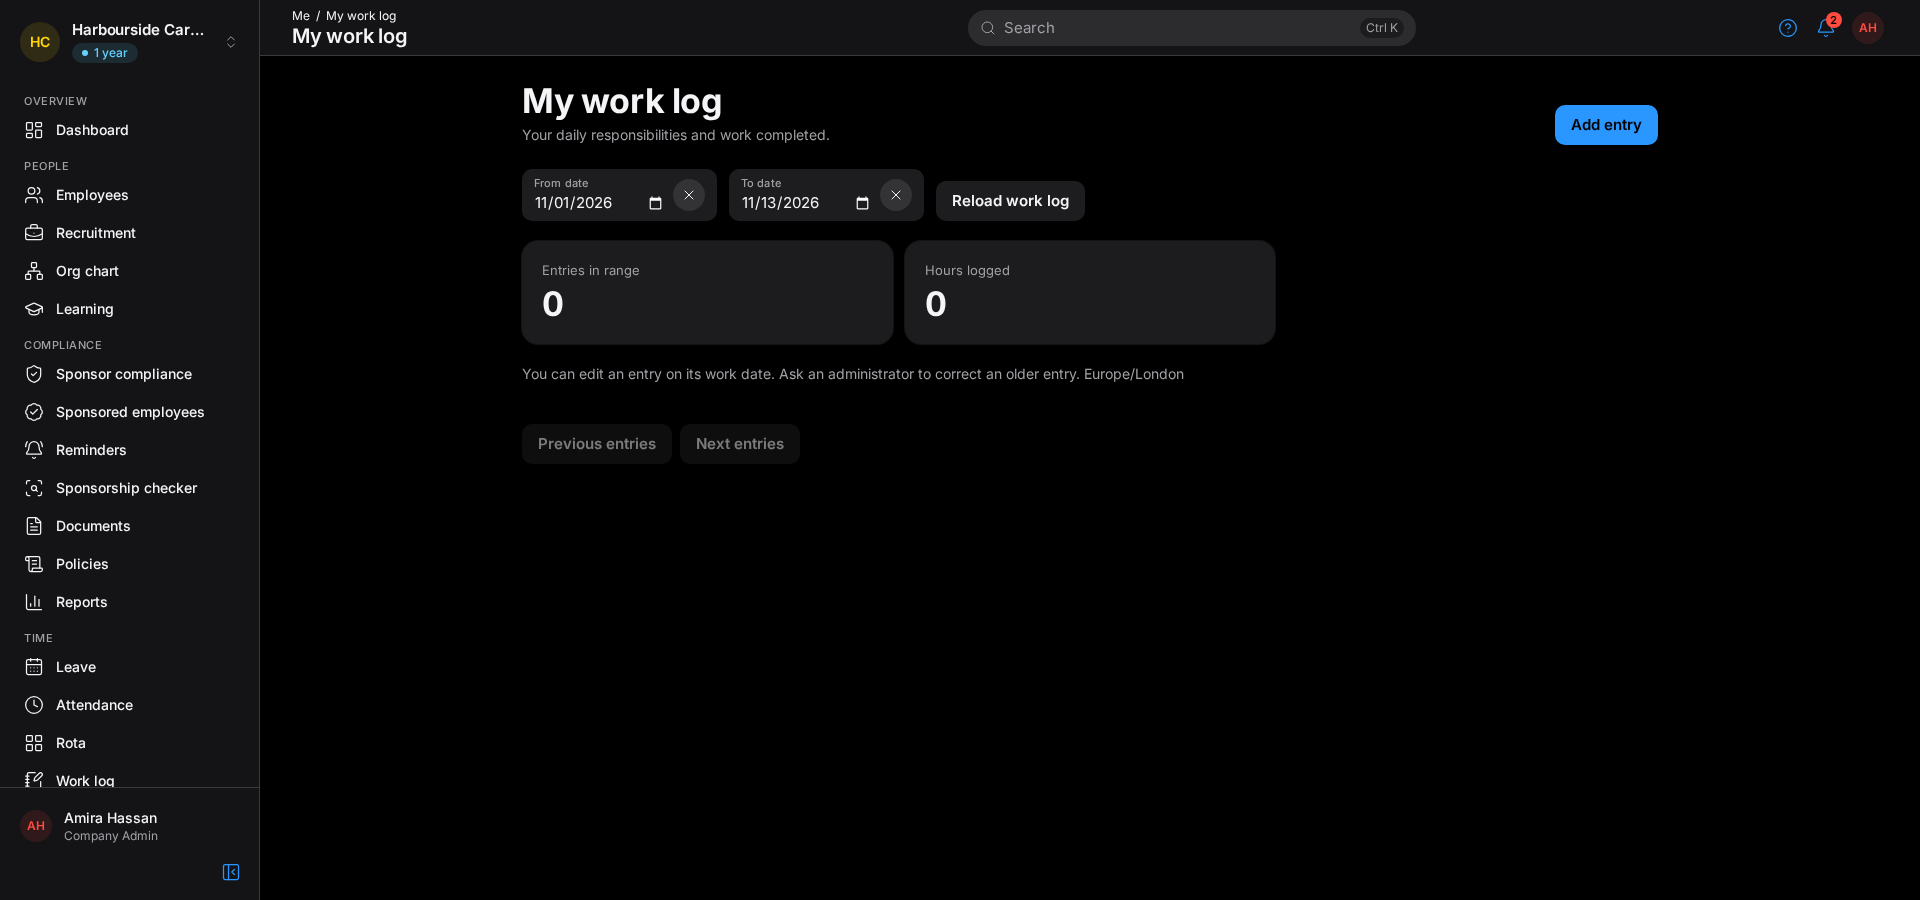 HC
Harbourside Car...
1 year
OVERVIEW
Dashboard
PEOPLE
Employees
Recruitment
Org chart
Learning
COMPLIANCE
Sponsor compliance
Sponsored employees
Reminders
Sponsorship checker
Documents
Policies
Reports
TIME
Leave
Attendance
Rota
Work log
AH
Amira Hassan
Company Admin
Me / My work log
My work log
Search
Ctrl K
2
AH
My work log
Your daily responsibilities and work completed.
Add entry
From date
11/01/2026
To date
11/13/2026
Reload work log
Entries in range
0
Hours logged
0
You can edit an entry on its work date. Ask an administrator to correct an older entry. Europe/London
Previous entries
Next entries